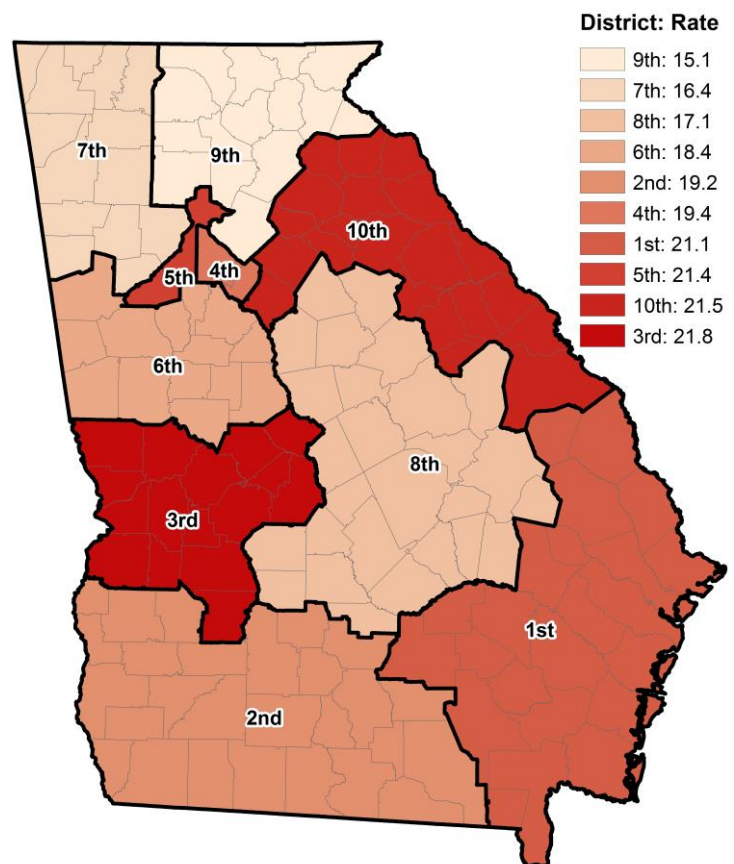 District: Rate
9th: 15.1
7th: 16.4
8th: 17.1
6th: 18.4
2nd: 19.2
4th: 19.4
1st: 21.1
5th: 21.4
10th: 21.5
3rd: 21.8
7th
9th
10th
5th
4th
6th
8th
3rd
1st
2nd